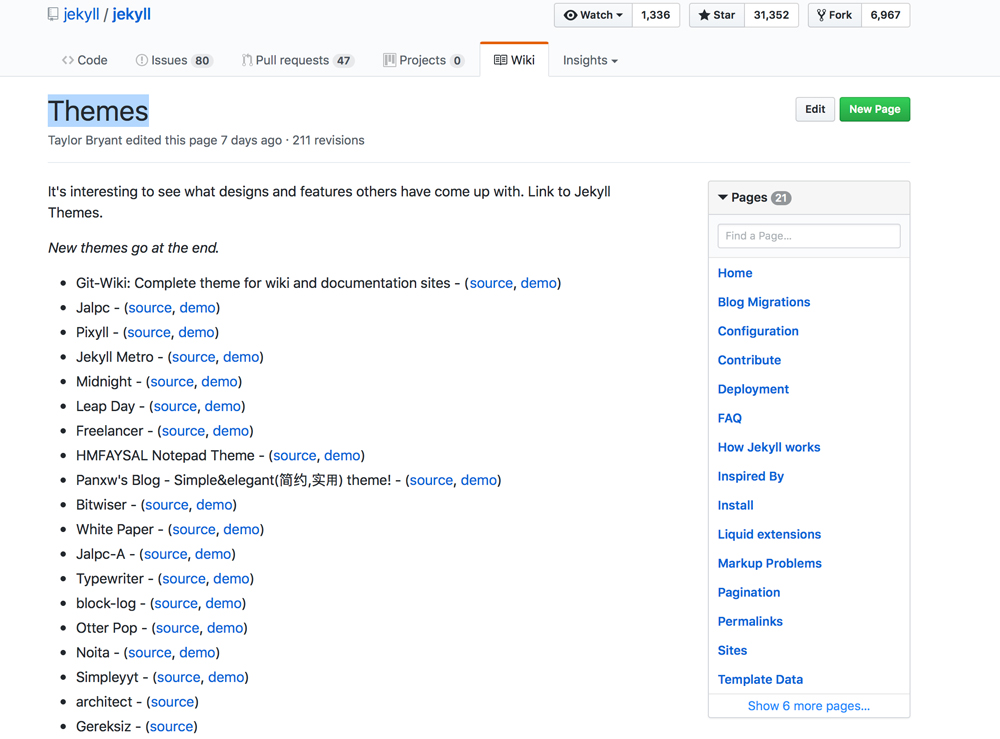 jekyll / jekyll
Watch 1,336 Star 31,352 Fork 6,967
Code Issues 80 Pull requests 47 Projects 0 Wiki Insights
Themes
Edit New Page
Taylor Bryant edited this page 7 days ago · 211 revisions
It's interesting to see what designs and features others have come up with. Link to Jekyll
Themes.
New themes go at the end.
• Git-Wiki: Complete theme for wiki and documentation sites - (source, demo)
• Jalpc - (source, demo)
• Pixyll - (source, demo)
• Jekyll Metro - (source, demo)
• Midnight - (source, demo)
• Leap Day - (source, demo)
• Freelancer - (source, demo)
• HMFAYSAL Notepad Theme - (source, demo)
• Panxw's Blog - Simple&elegant(简约,实用) theme! - (source, demo)
• Bitwiser - (source, demo)
• White Paper - (source, demo)
• Jalpc-A - (source, demo)
• Typewriter - (source, demo)
• block-log - (source, demo)
• Otter Pop - (source, demo)
• Noita - (source, demo)
• Simpleyyt - (source, demo)
• architect - (source)
• Gereksiz - (source)
Pages 21
Find a Page...
Home
Blog Migrations
Configuration
Contribute
Deployment
FAQ
How Jekyll works
Inspired By
Install
Liquid extensions
Markup Problems
Pagination
Permalinks
Sites
Template Data
Show 6 more pages...